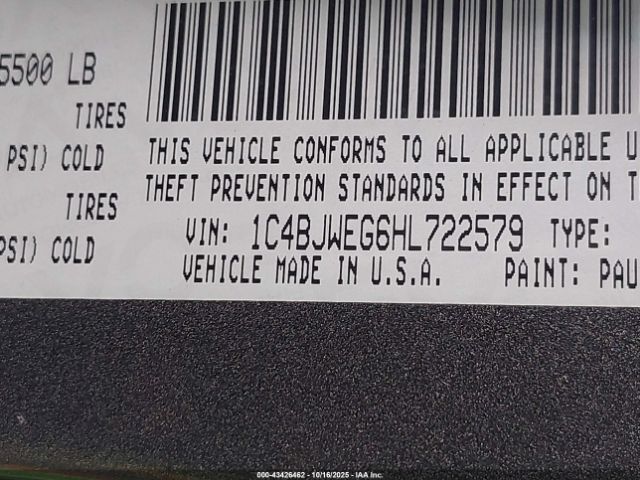 5500 LB
TIRES
PSI) COLD
TIRES
PSI) COLD
THIS VEHICLE CONFORMS TO ALL APPLICABLE U
THEFT PREVENTION STANDARDS IN EFFECT ON T
VIN: 1C4BJWEG6HL722579 TYPE:
VEHICLE MADE IN U.S.A. PAINT: PAU
000-43426462 - 10/16/2025 - IAA Inc.